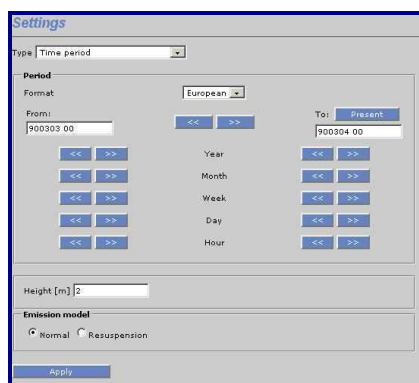 Settings
Type Time period
Period
Format European
From: << >> To: Present
900303 00 900304 00
<< >> Year << >>
<< >> Month << >>
<< >> Week << >>
<< >> Day << >>
<< >> Hour << >>
Height [m] 2
Emission model
Normal Resuspension
Apply